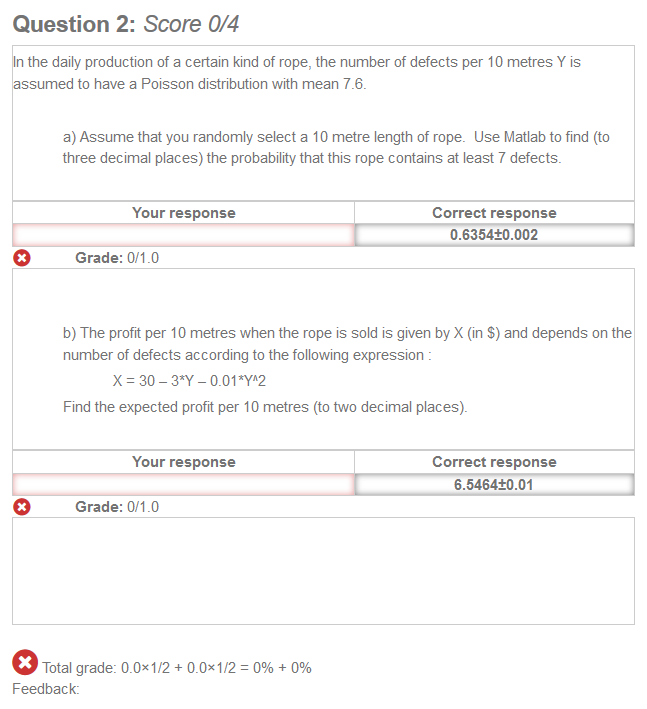 Question 2: Score 0/4
In the daily production of a certain kind of rope, the number of defects per 10 metres Y is
assumed to have a Poisson distribution with mean 7.6.
a) Assume that you randomly select a 10 metre length of rope.  Use Matlab to find (to
three decimal places) the probability that this rope contains at least 7 defects.
Your response Correct response
0.6354±0.002
Grade: 0/1.0
b) The profit per 10 metres when the rope is sold is given by X (in $) and depends on the
number of defects according to the following expression :
X = 30 – 3*Y – 0.01*Y^2
Find the expected profit per 10 metres (to two decimal places).
Your response Correct response
6.5464±0.01
Grade: 0/1.0
Total grade: 0.0×1/2 + 0.0×1/2 = 0% + 0%
Feedback: